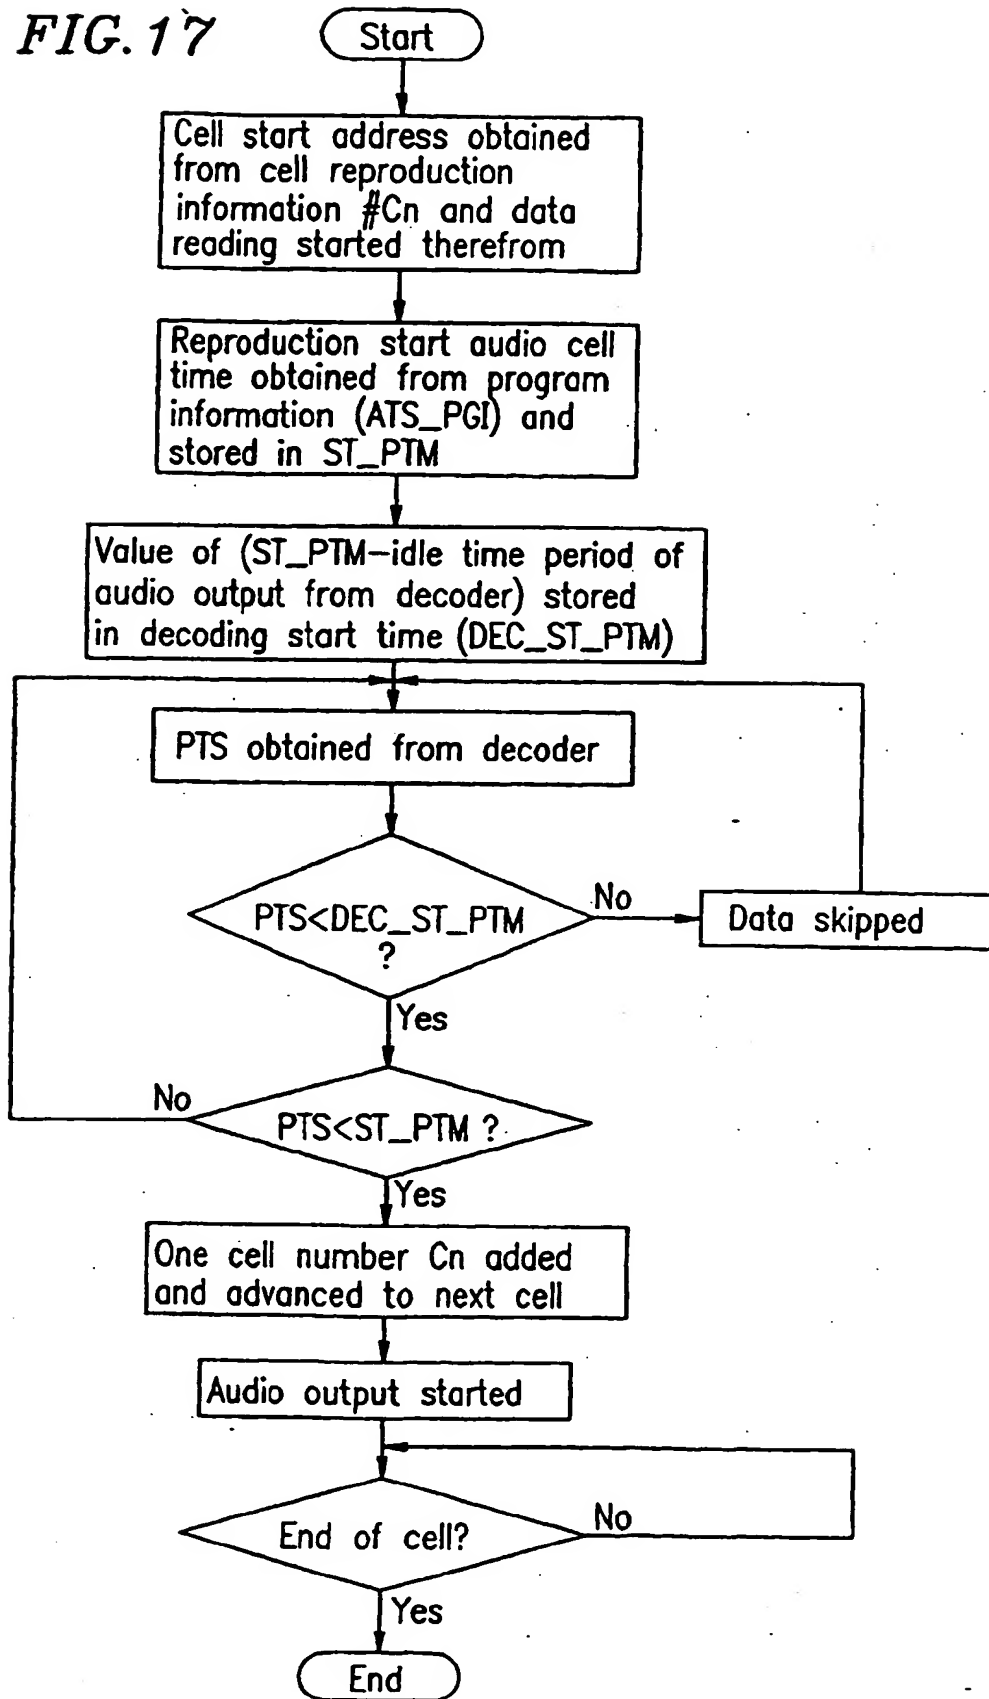 FIG. 17
Start
Cell start address obtained
from cell reproduction
information #Cn and data
reading started therefrom
Reproduction start audio cell
time obtained from program
information (ATS_PGI) and
stored in ST_PTM
Value of (ST_PTM-idle time period of
audio output from decoder) stored
in decoding start time (DEC_ST_PTM)
PTS obtained from decoder
PTS<DEC_ST_PTM
?
No
Data skipped
Yes
No
PTS<ST_PTM ?
Yes
One cell number Cn added
and advanced to next cell
Audio output started
End of cell?
No
Yes
End